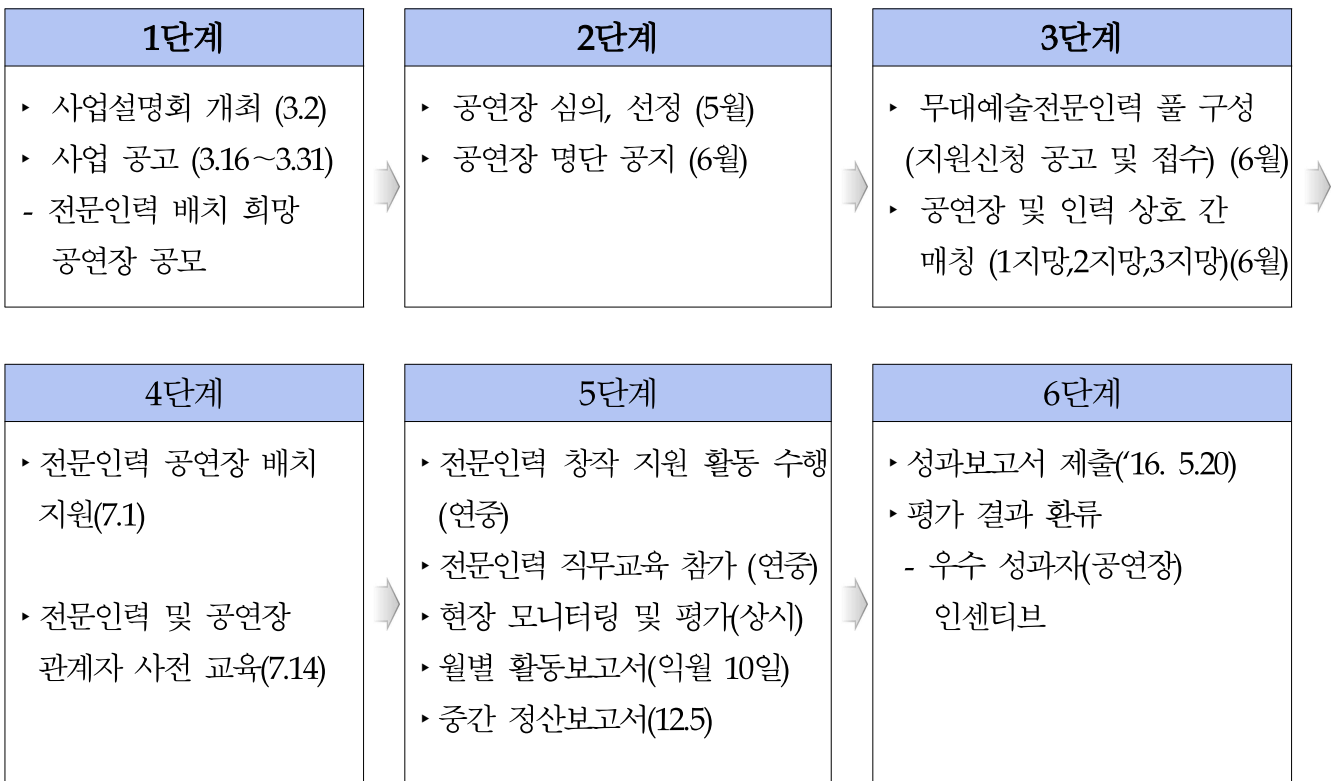 1단계
‣ 사업설명회 개최 (3.2)
‣ 사업 공고 (3.16~3.31)
- 전문인력 배치 희망
공연장 공모
2단계
‣ 공연장 심의, 선정 (5월)
‣ 공연장 명단 공지 (6월)
3단계
‣ 무대예술전문인력 풀 구성
(지원신청 공고 및 접수) (6월)
‣ 공연장 및 인력 상호 간
매칭 (1지망,2지망,3지망)(6월)
4단계
‣ 전문인력 공연장 배치
지원(7.1)
‣ 전문인력 및 공연장
관계자 사전 교육(7.14)
5단계
‣ 전문인력 창작 지원 활동 수행
(연중)
‣ 전문인력 직무교육 참가 (연중)
‣ 현장 모니터링 및 평가(상시)
‣ 월별 활동보고서(익월 10일)
‣ 중간 정산보고서(12.5)
6단계
‣ 성과보고서 제출(‘16. 5.20)
‣ 평가 결과 환류
- 우수 성과자(공연장)
인센티브